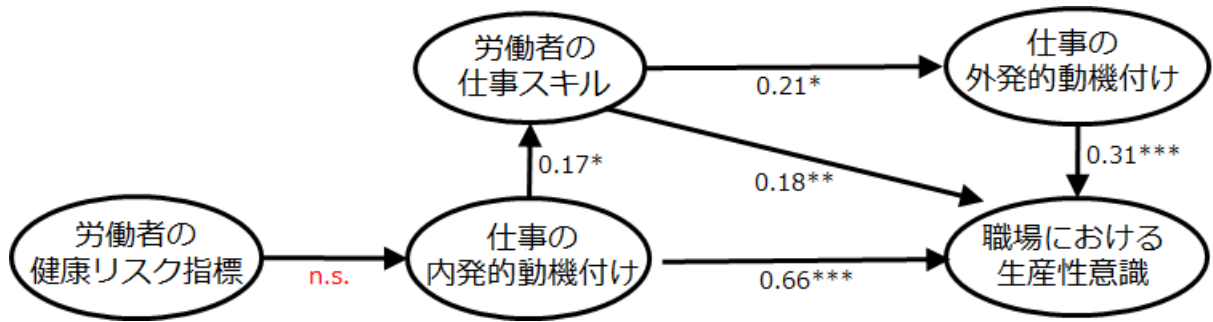 労働者の
仕事スキル
仕事の
外発的動機付け
0.21*
0.17*
0.18**
0.31***
労働者の
健康リスク指標
n.s.
仕事の
内発的動機付け
0.66***
職場における
生産性意識